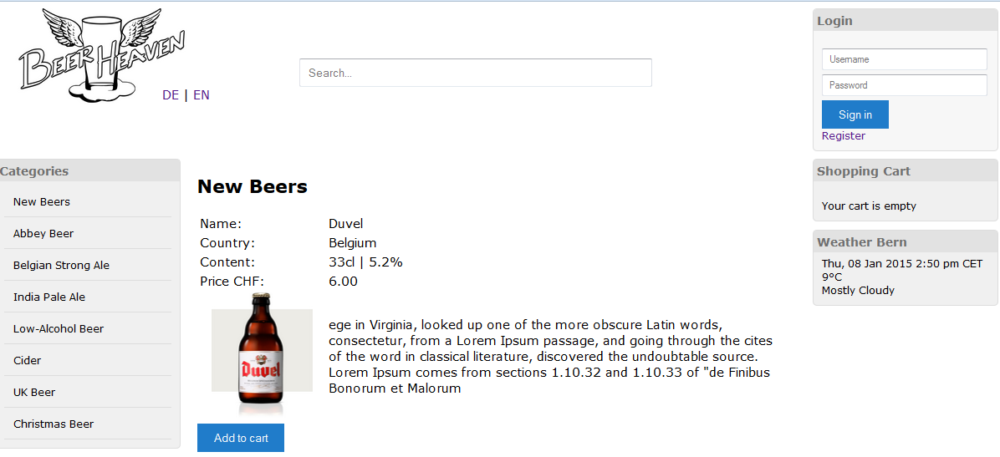 BEER HEAVEN
DE | EN
Search...
Login
Username
Password
Sign in
Register
Categories
New Beers
Abbey Beer
Belgian Strong Ale
India Pale Ale
Low-Alcohol Beer
Cider
UK Beer
Christmas Beer
New Beers
Name: Duvel
Country: Belgium
Content: 33cl | 5.2%
Price CHF: 6.00
Duvel
ege in Virginia, looked up one of the more obscure Latin words,
consectetur, from a Lorem Ipsum passage, and going through the cites
of the word in classical literature, discovered the undoubtable source.
Lorem Ipsum comes from sections 1.10.32 and 1.10.33 of "de Finibus
Bonorum et Malorum
Add to cart
Shopping Cart
Your cart is empty
Weather Bern
Thu, 08 Jan 2015 2:50 pm CET
9°C
Mostly Cloudy